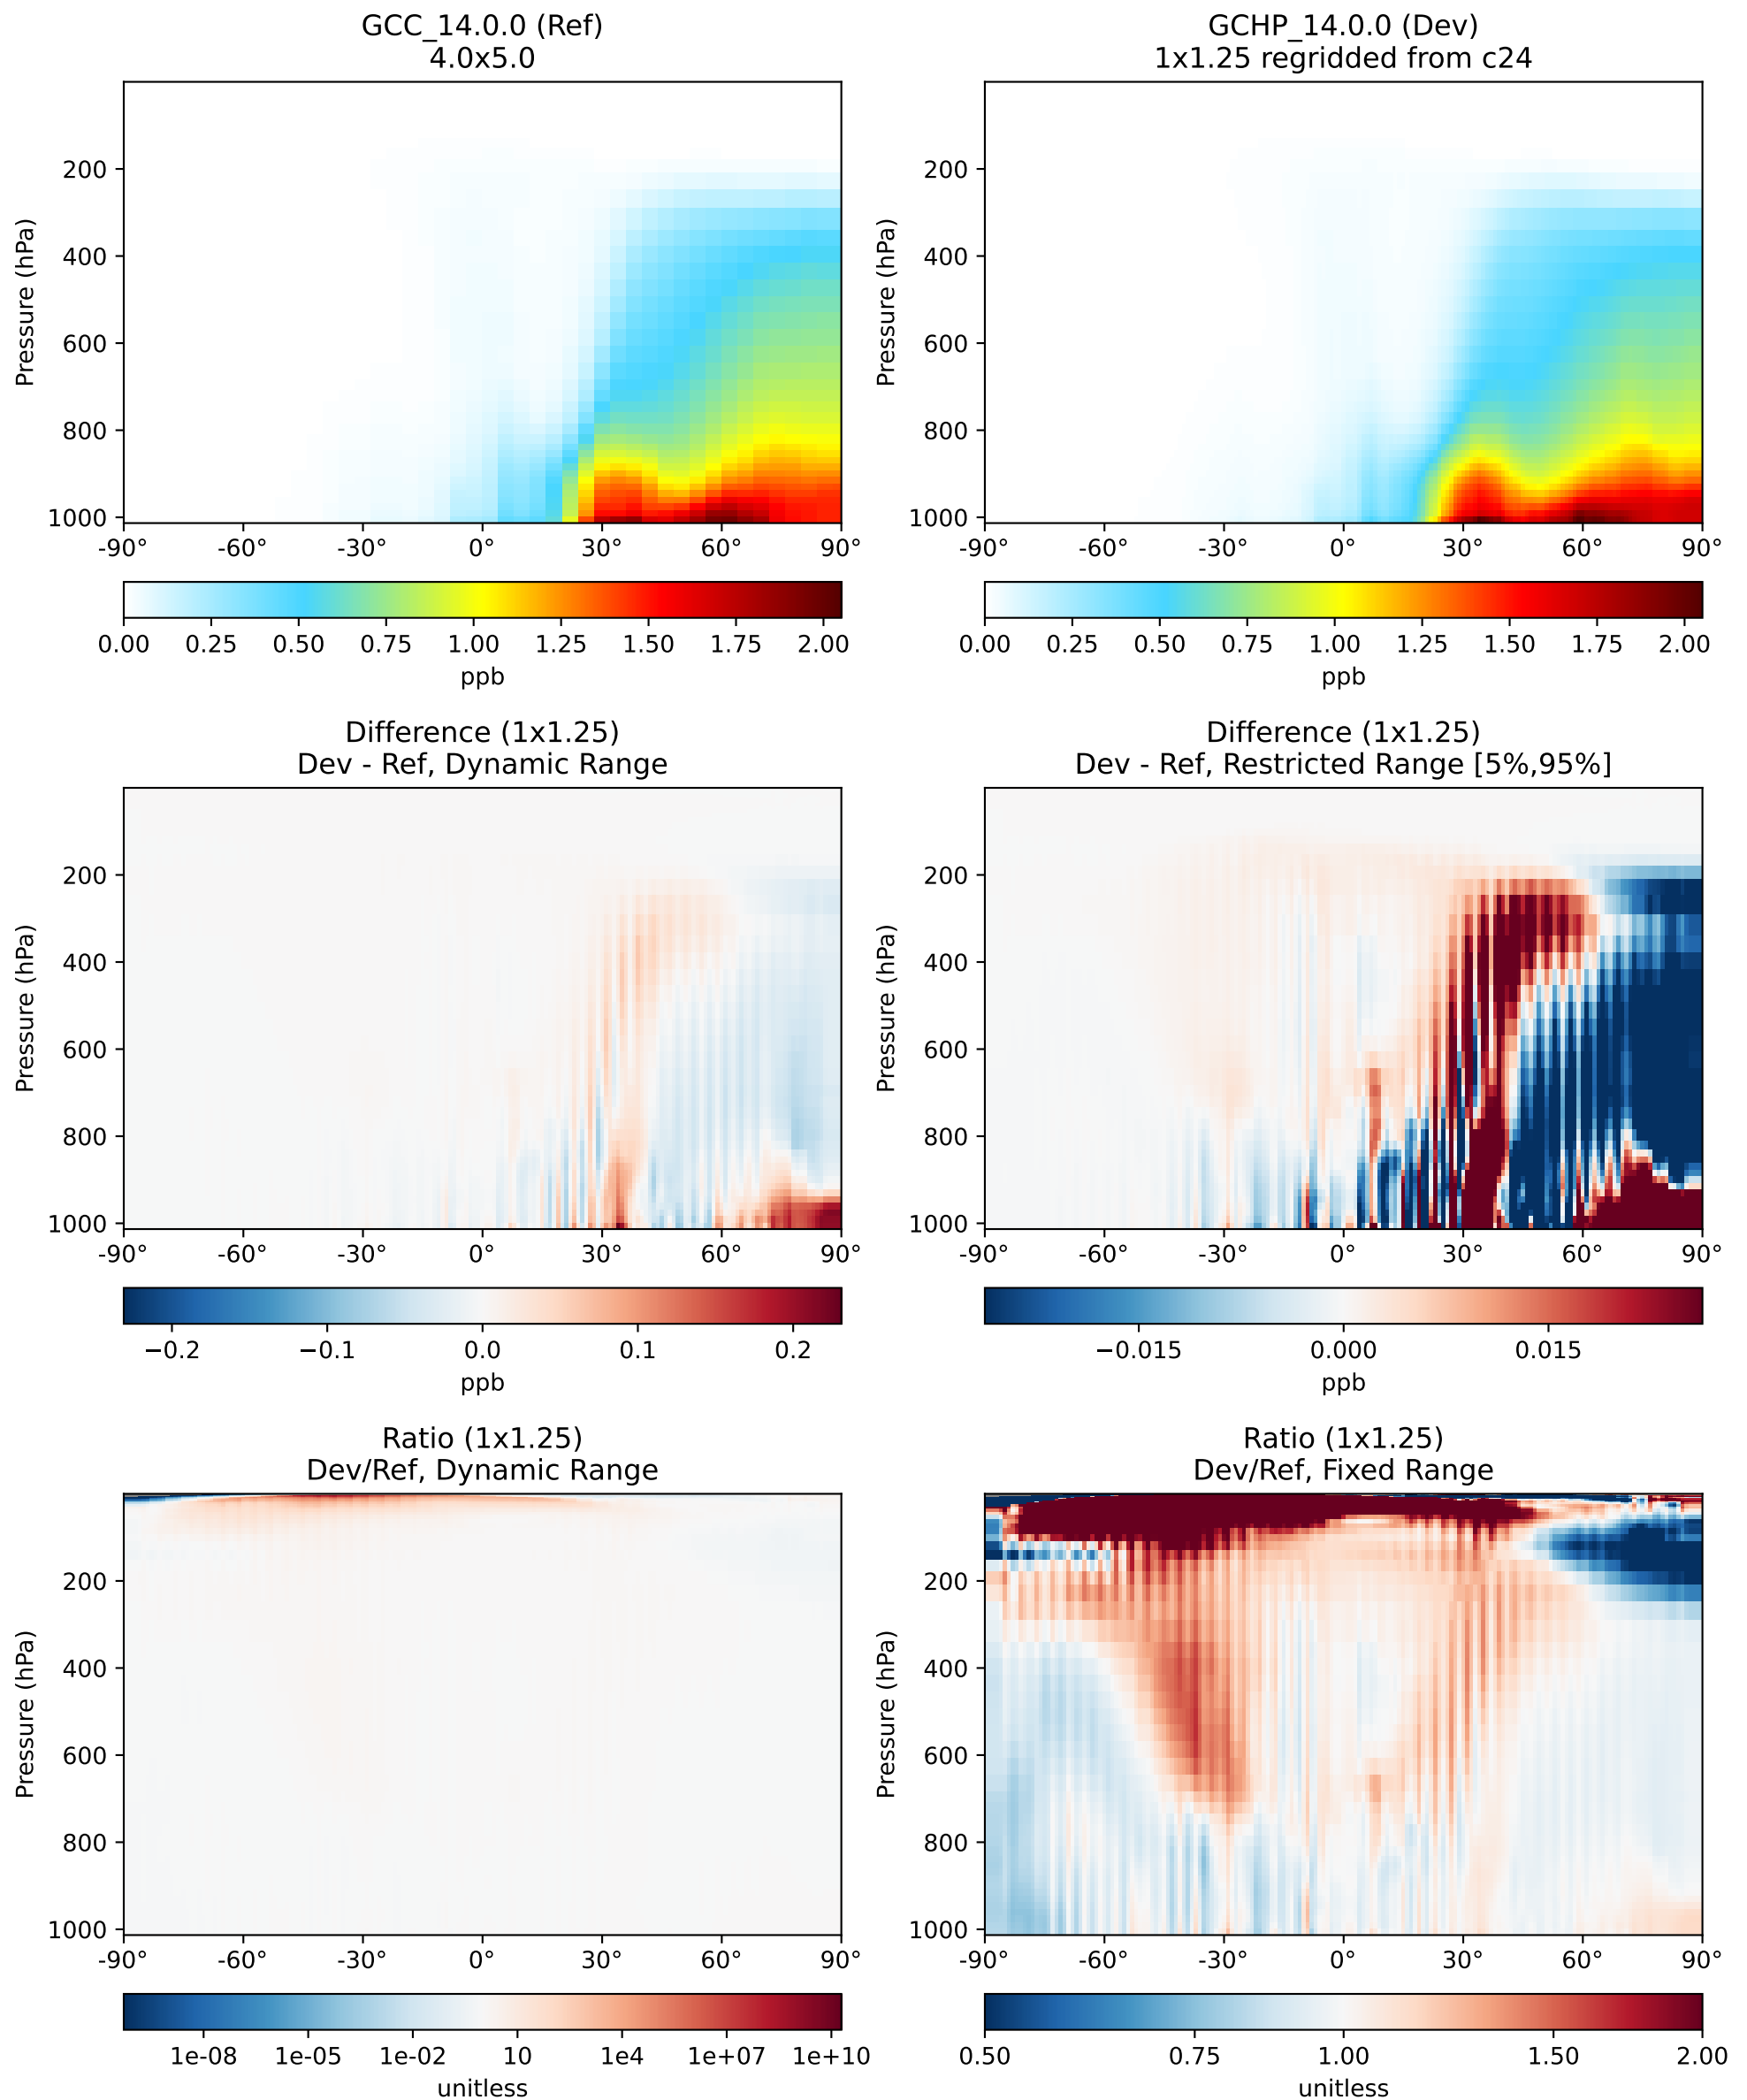 GCC_14.0.0 (Ref)
4.0x5.0
Pressure (hPa)
200
400
600
800
1000
-90° -60° -30° 0° 30° 60° 90°
0.00 0.25 0.50 0.75 1.00 1.25 1.50 1.75 2.00
ppb
GCHP_14.0.0 (Dev)
1x1.25 regridded from c24
Pressure (hPa)
200
400
600
800
1000
-90° -60° -30° 0° 30° 60° 90°
0.00 0.25 0.50 0.75 1.00 1.25 1.50 1.75 2.00
ppb
Difference (1x1.25)
Dev - Ref, Dynamic Range
Pressure (hPa)
200
400
600
800
1000
-90° -60° -30° 0° 30° 60° 90°
−0.2 −0.1 0.0 0.1 0.2
ppb
Difference (1x1.25)
Dev - Ref, Restricted Range [5%,95%]
Pressure (hPa)
200
400
600
800
1000
-90° -60° -30° 0° 30° 60° 90°
−0.015 0.000 0.015
ppb
Ratio (1x1.25)
Dev/Ref, Dynamic Range
Pressure (hPa)
200
400
600
800
1000
-90° -60° -30° 0° 30° 60° 90°
1e-08 1e-05 1e-02 10 1e+4 1e+07 1e+10
unitless
Ratio (1x1.25)
Dev/Ref, Fixed Range
Pressure (hPa)
200
400
600
800
1000
-90° -60° -30° 0° 30° 60° 90°
0.50 0.75 1.00 1.50 2.00
unitless